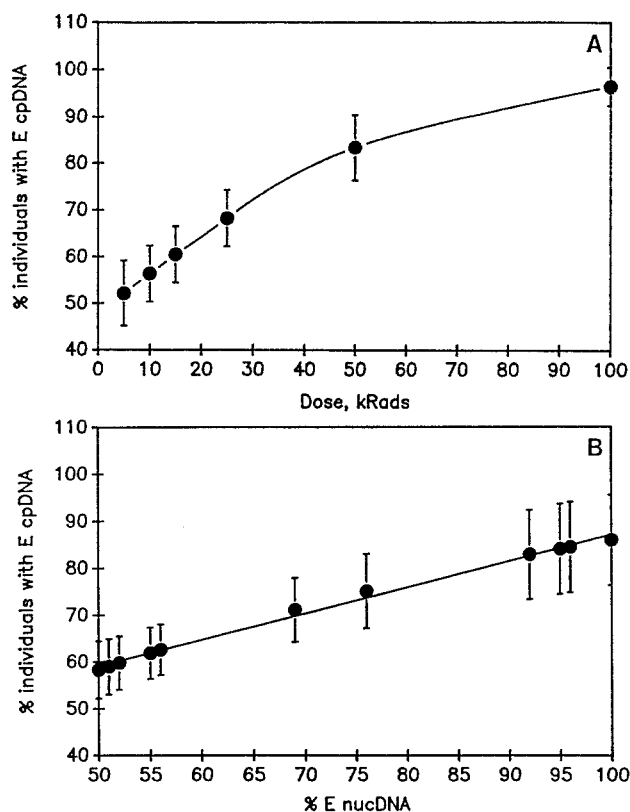 A
% individuals with E cpDNA
110
100
90
80
70
60
50
40
0 10 20 30 40 50 60 70 80 90 100
Dose, kRads
B
% individuals with E cpDNA
110
100
90
80
70
60
50
40
50 55 60 65 70 75 80 85 90 95 100
% E nucDNA